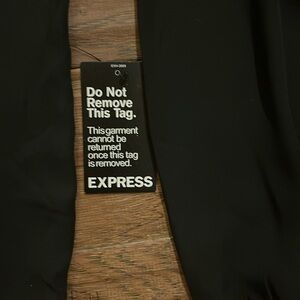 Do Not
Remove
This Tag.
This garment
cannot be
returned
once this tag
is removed.
EXPRESS